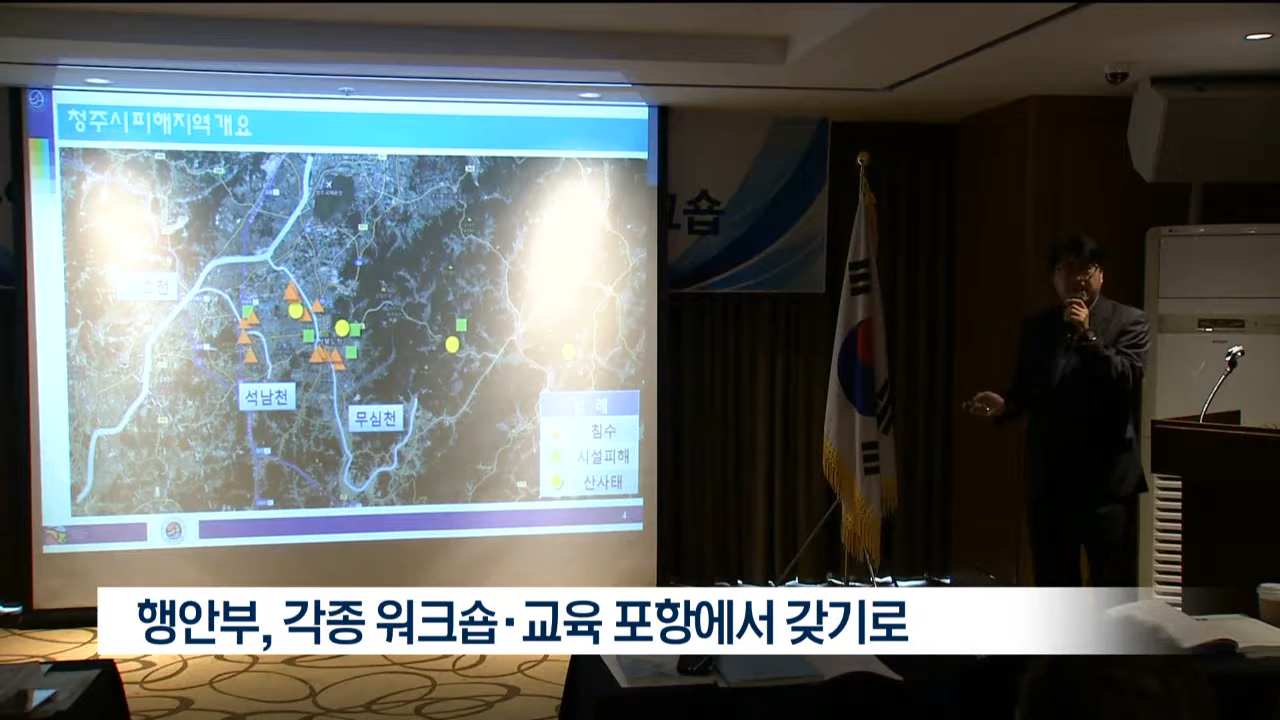 청주시피해지역개요
석남천
무심천
범 례
침수
시설피해
산사태
4
행안부, 각종 워크숍·교육 포항에서 갖기로